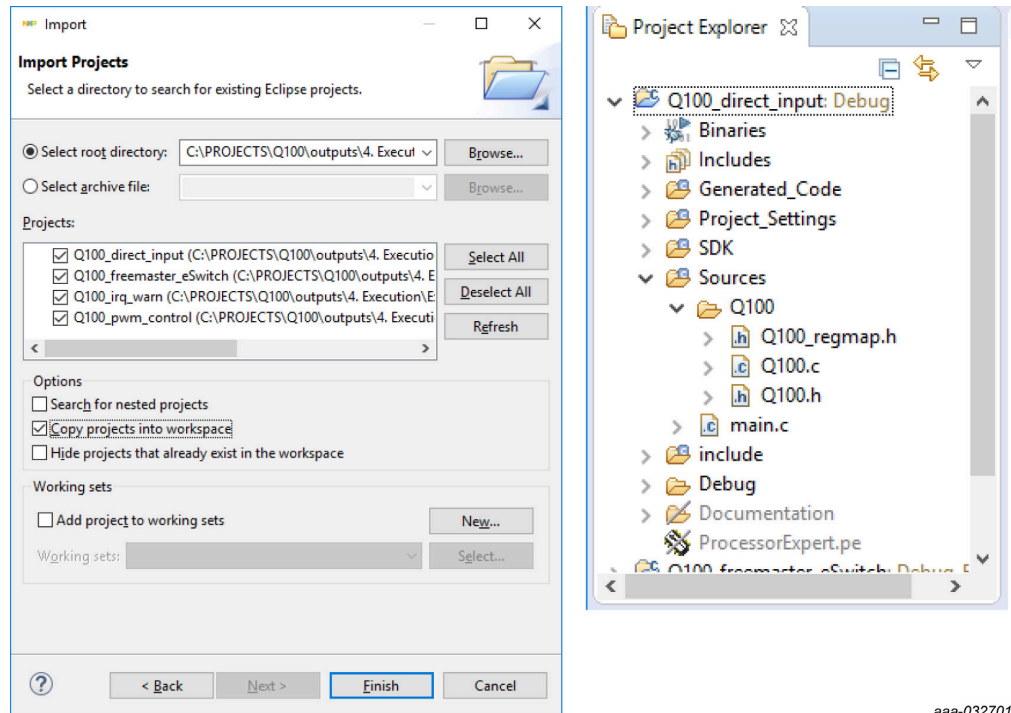 NXP Import
Import Projects
Select a directory to search for existing Eclipse projects.
Select root directory: C:\PROJECTS\Q100\outputs\4. Execut Browse...
Select archive file: Browse...
Projects:
Q100_direct_input (C:\PROJECTS\Q100\outputs\4. Executio
Q100_freemaster_eSwitch (C:\PROJECTS\Q100\outputs\4. E
Q100_irq_warn (C:\PROJECTS\Q100\outputs\4. Execution\E
Q100_pwm_control (C:\PROJECTS\Q100\outputs\4. Executi
Select All
Deselect All
Refresh
Options
Search for nested projects
Copy projects into workspace
Hide projects that already exist in the workspace
Working sets
Add project to working sets New...
Working sets: Select...
? < Back Next > Finish Cancel
Project Explorer
Q100_direct_input: Debug
Binaries
Includes
Generated_Code
Project_Settings
SDK
Sources
Q100
.h Q100_regmap.h
.c Q100.c
.h Q100.h
.c main.c
include
Debug
Documentation
ProcessorExpert.pe
Q100_freemaster_eSwitch: Debug_F
aaa-032701